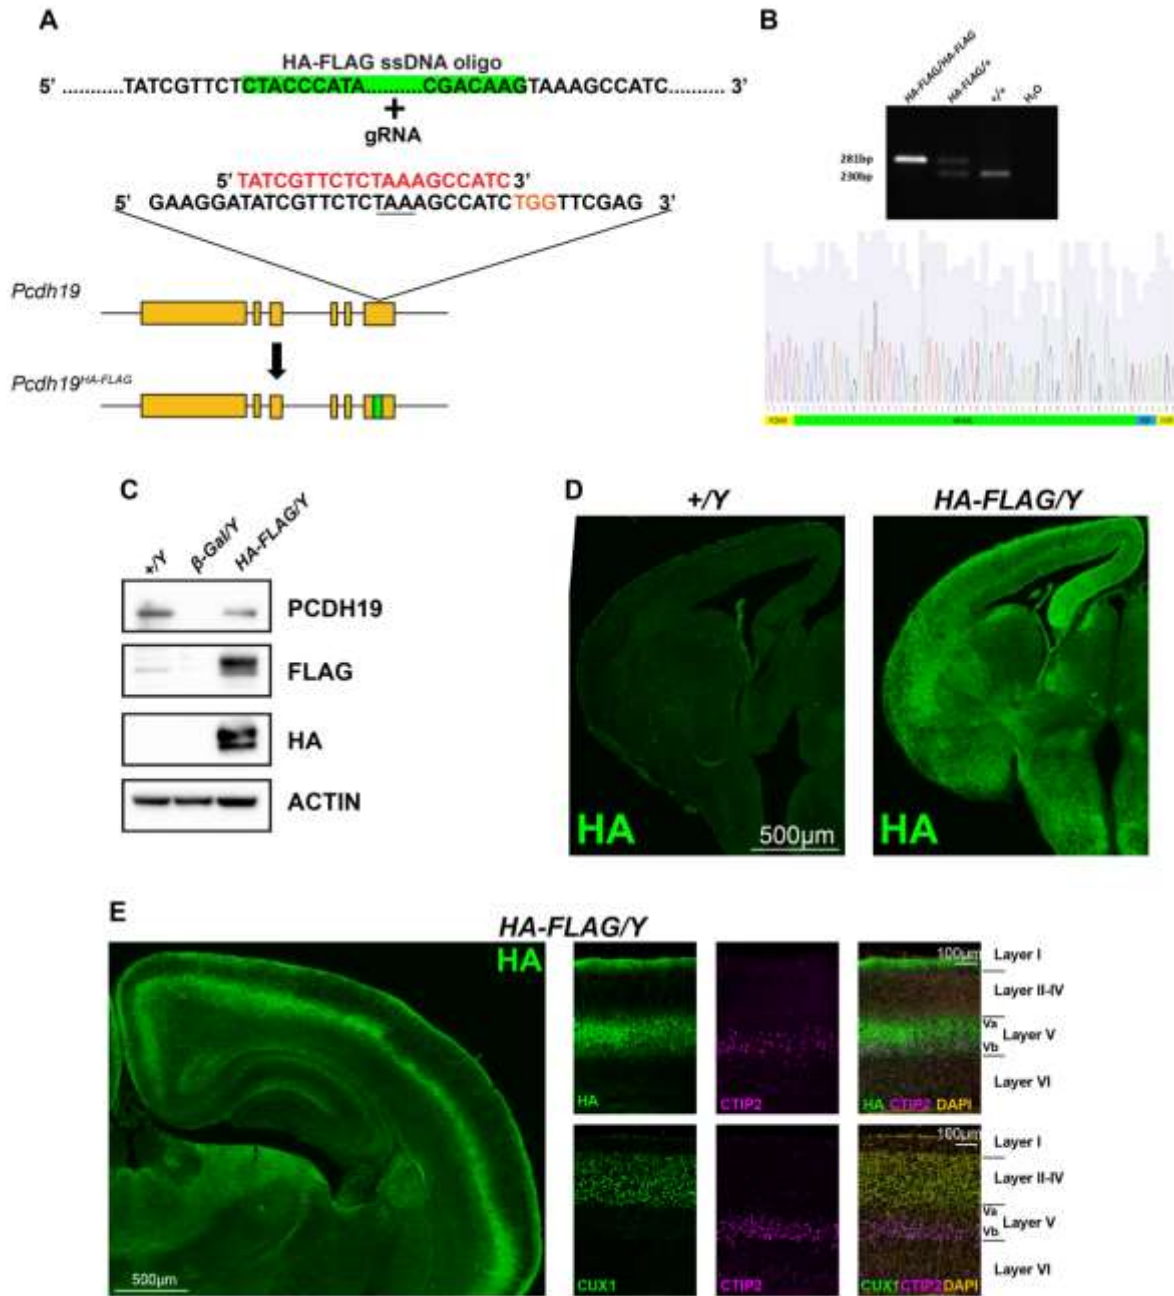 A
HA-FLAG ssDNA oligo
5' ...........TATCGTTCTCTACCCATA.........CGACAAGTAAAGCCATC.......... 3'
+
gRNA
5' TATCGTTCTCTAAAGCCATC 3'
5' GAAGGATATCGTTCTCTAAAGCCATCTGGTTCGAG 3'
Pcdh19
Pcdh19HA-FLAG
B
HA-FLAG/HA-FLAG
HA-FLAG/+
+/+
H2O
281bp
230bp
C
+/Y
β-Gal/Y
HA-FLAG/Y
PCDH19
FLAG
HA
ACTIN
D
+/Y
HA-FLAG/Y
HA
500µm
HA
E
HA-FLAG/Y
HA
500µm
HA
CTIP2
100µm
HA CTIP2 DAPI
Layer I
Layer II-IV
Va
Layer V
Vb
Layer VI
CUX1
CTIP2
100µm
CUX1 CTIP2 DAPI
Layer I
Layer II-IV
Va
Layer V
Vb
Layer VI